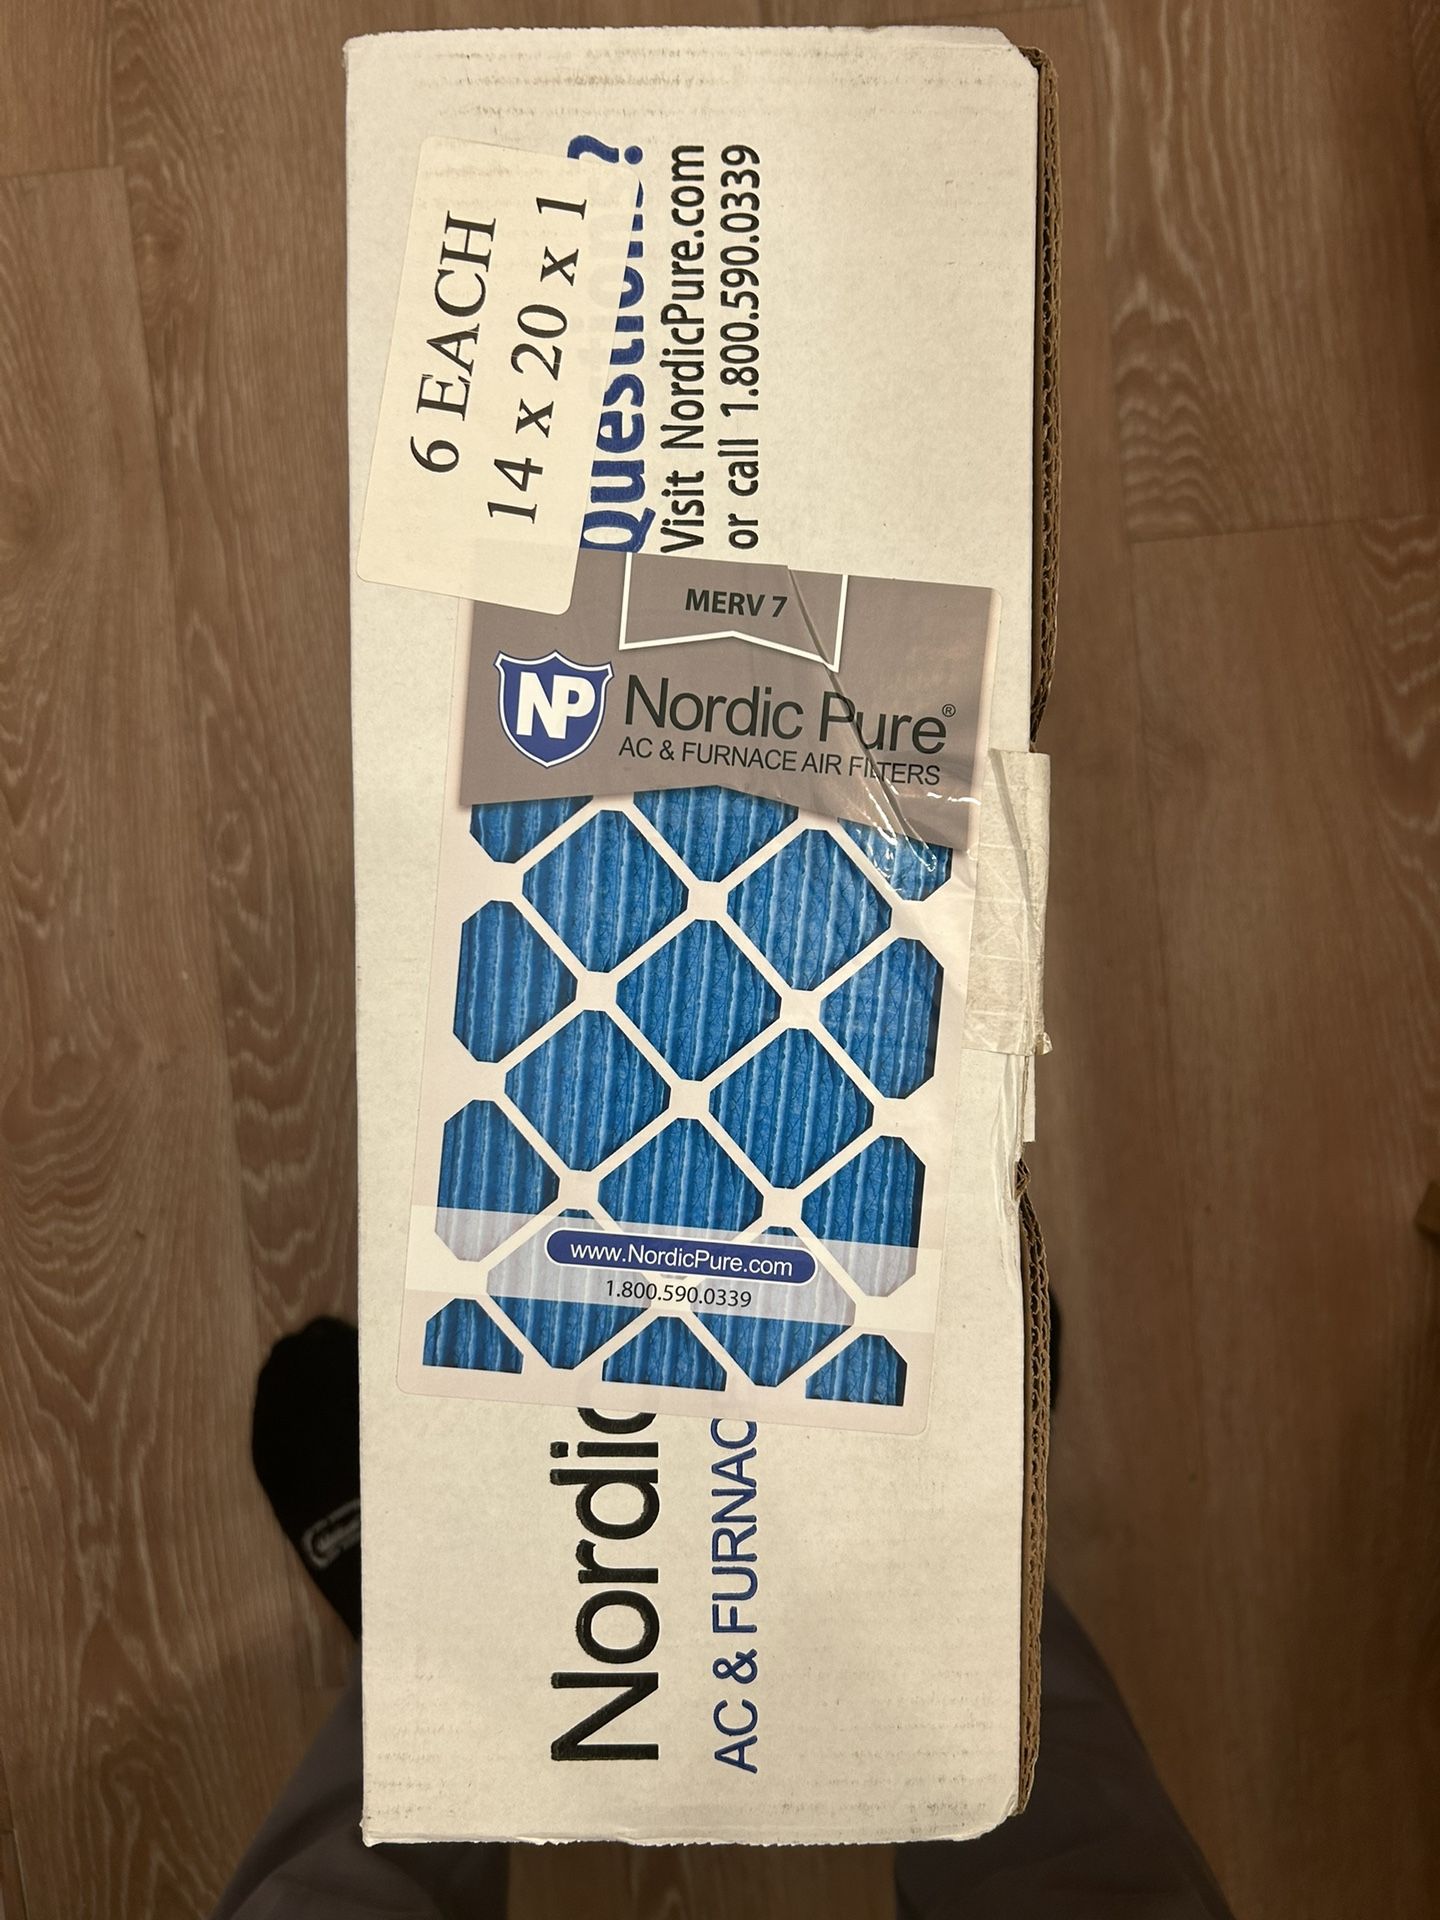 6 EACH
14 x 20 x 1
Questions?
Visit NordicPure.com
or call 1.800.590.0339
MERV 7
NP
Nordic Pure®
AC & FURNACE AIR FILTERS
www.NordicPure.com
1.800.590.0339
Nordic
AC & FURNAC